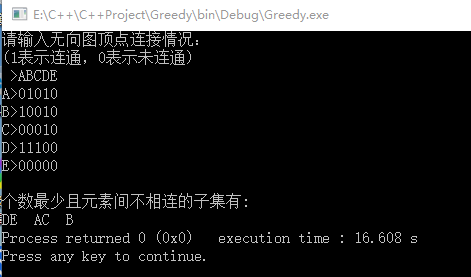 E:\C++\C++Project\Greedy\bin\Debug\Greedy.exe
请输入无向图顶点连接情况:
(1表示连通，0表示未连通)
>ABCDE
A>01010
B>10010
C>00010
D>11100
E>00000
个数最少且元素间不相连的子集有:
DE  AC  B
Process returned 0 (0x0)   execution time : 16.608 s
Press any key to continue.